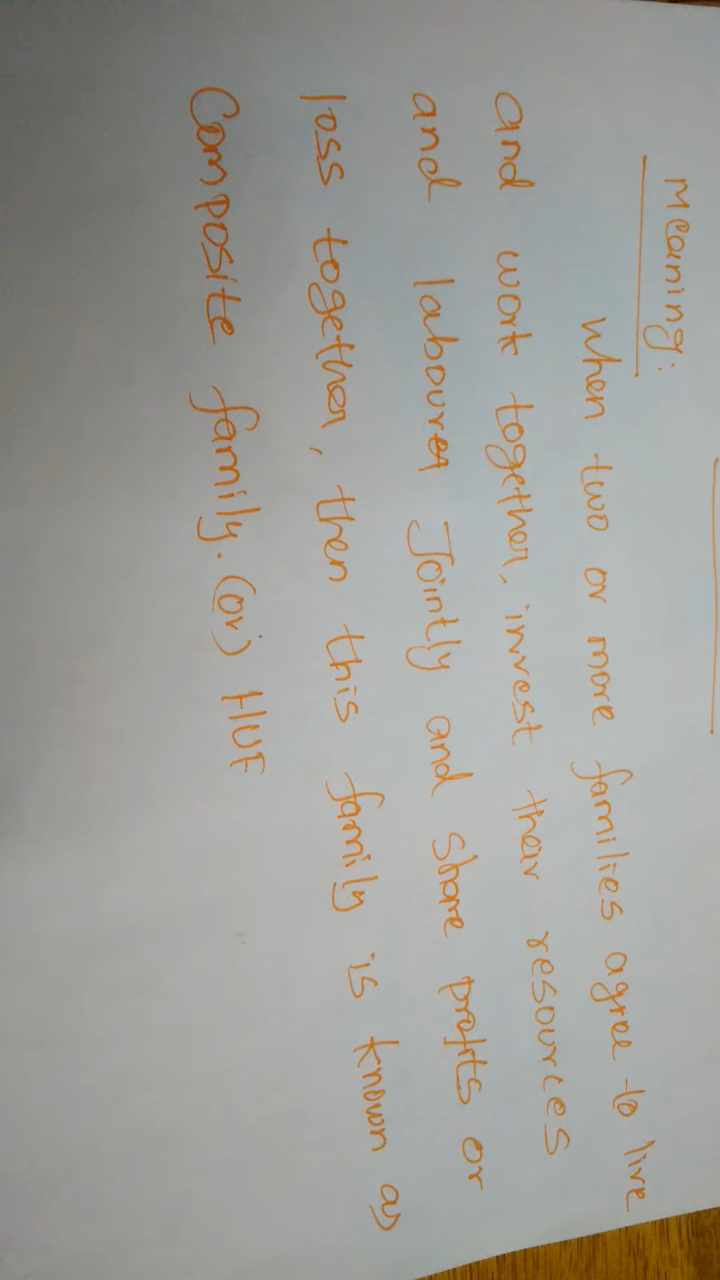 Meaning:
When two or more families agree to live
and work together, invest their resources
and labourer Jointly and share profits or
loss together, then this family is known as
Composite family. (or) HUF